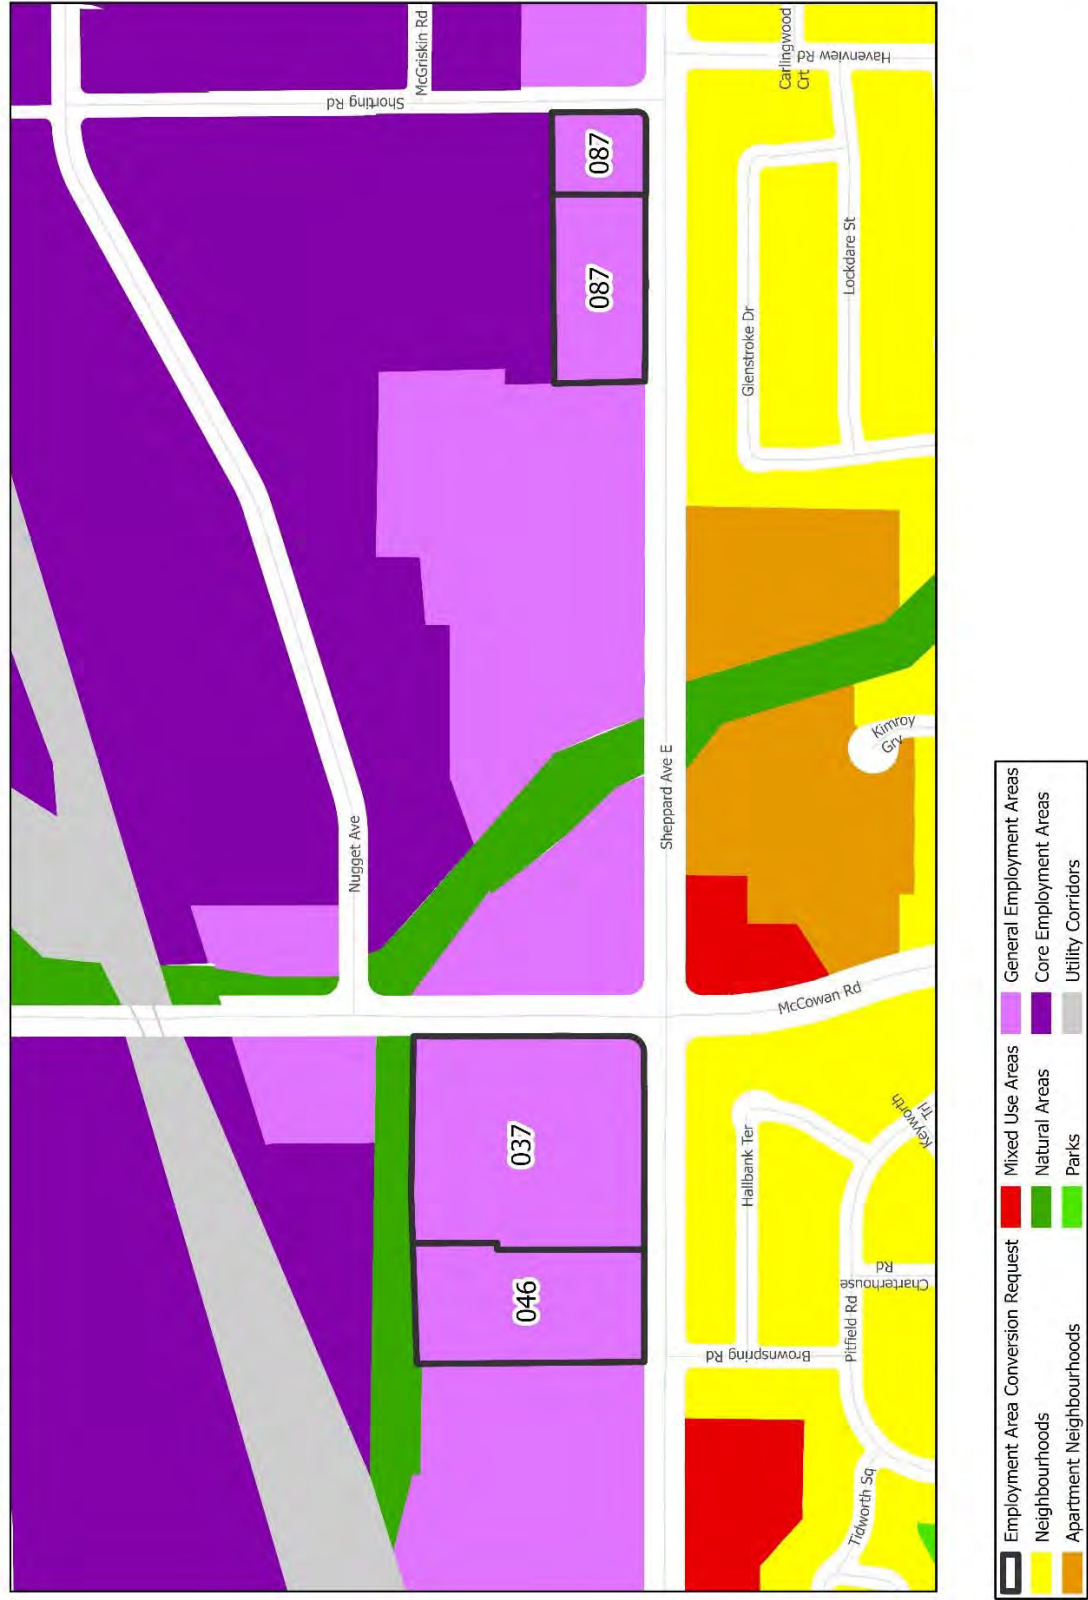 McGriskin Rd
Shorting Rd
087
087
Carlingwood
Crt
Havenview Rd
Glenstroke Dr
Lockdare St
Nugget Ave
Sheppard Ave E
Kimroy
Grv
McCowan Rd
037
046
Hallbank Ter
Keyworth
Trl
Charterhouse
Rd
Brownspring Rd
Pitfield Rd
Tidworth Sq
Employment Area Conversion Request
Neighbourhoods
Apartment Neighbourhoods
Mixed Use Areas
Natural Areas
Parks
General Employment Areas
Core Employment Areas
Utility Corridors